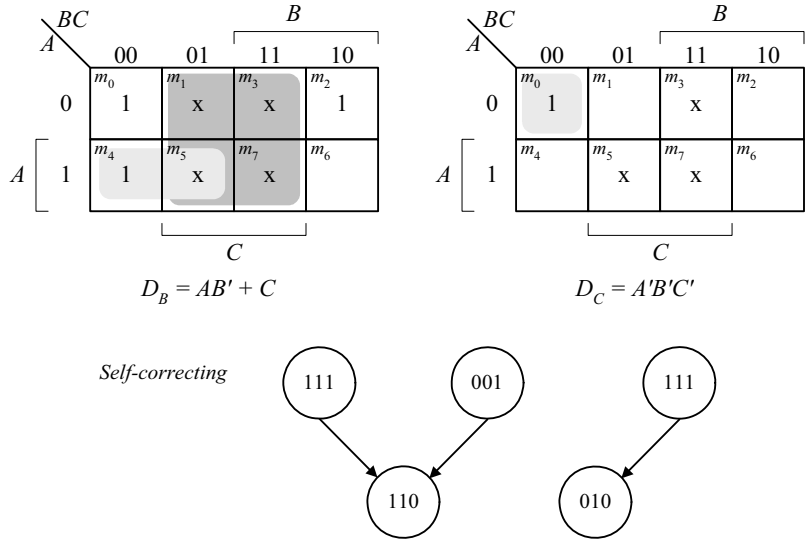 BC B
A 00 01 11 10
m0 m1 m3 m2
0 1 x x 1
m4 m5 m7 m6
A 1 1 x x
C
D_B = AB′ + C
BC B
A 00 01 11 10
m0 m1 m3 m2
0 1 x
m4 m5 m7 m6
A 1 x x
C
D_C = A′B′C′
Self-correcting 111 001 111
110 010